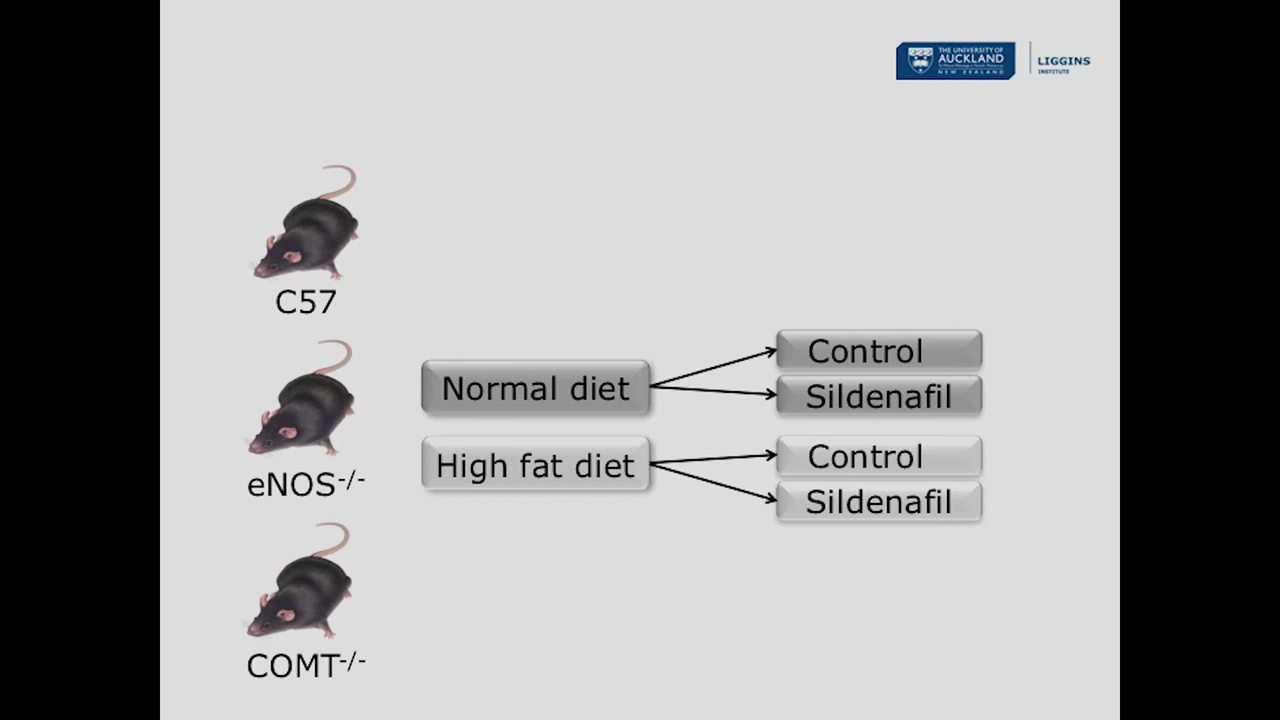 THE UNIVERSITY OF
AUCKLAND
NEW ZEALAND
LIGGINS
INSTITUTE
C57
eNOS-/-
COMT-/-
Normal diet
High fat diet
Control
Sildenafil
Control
Sildenafil